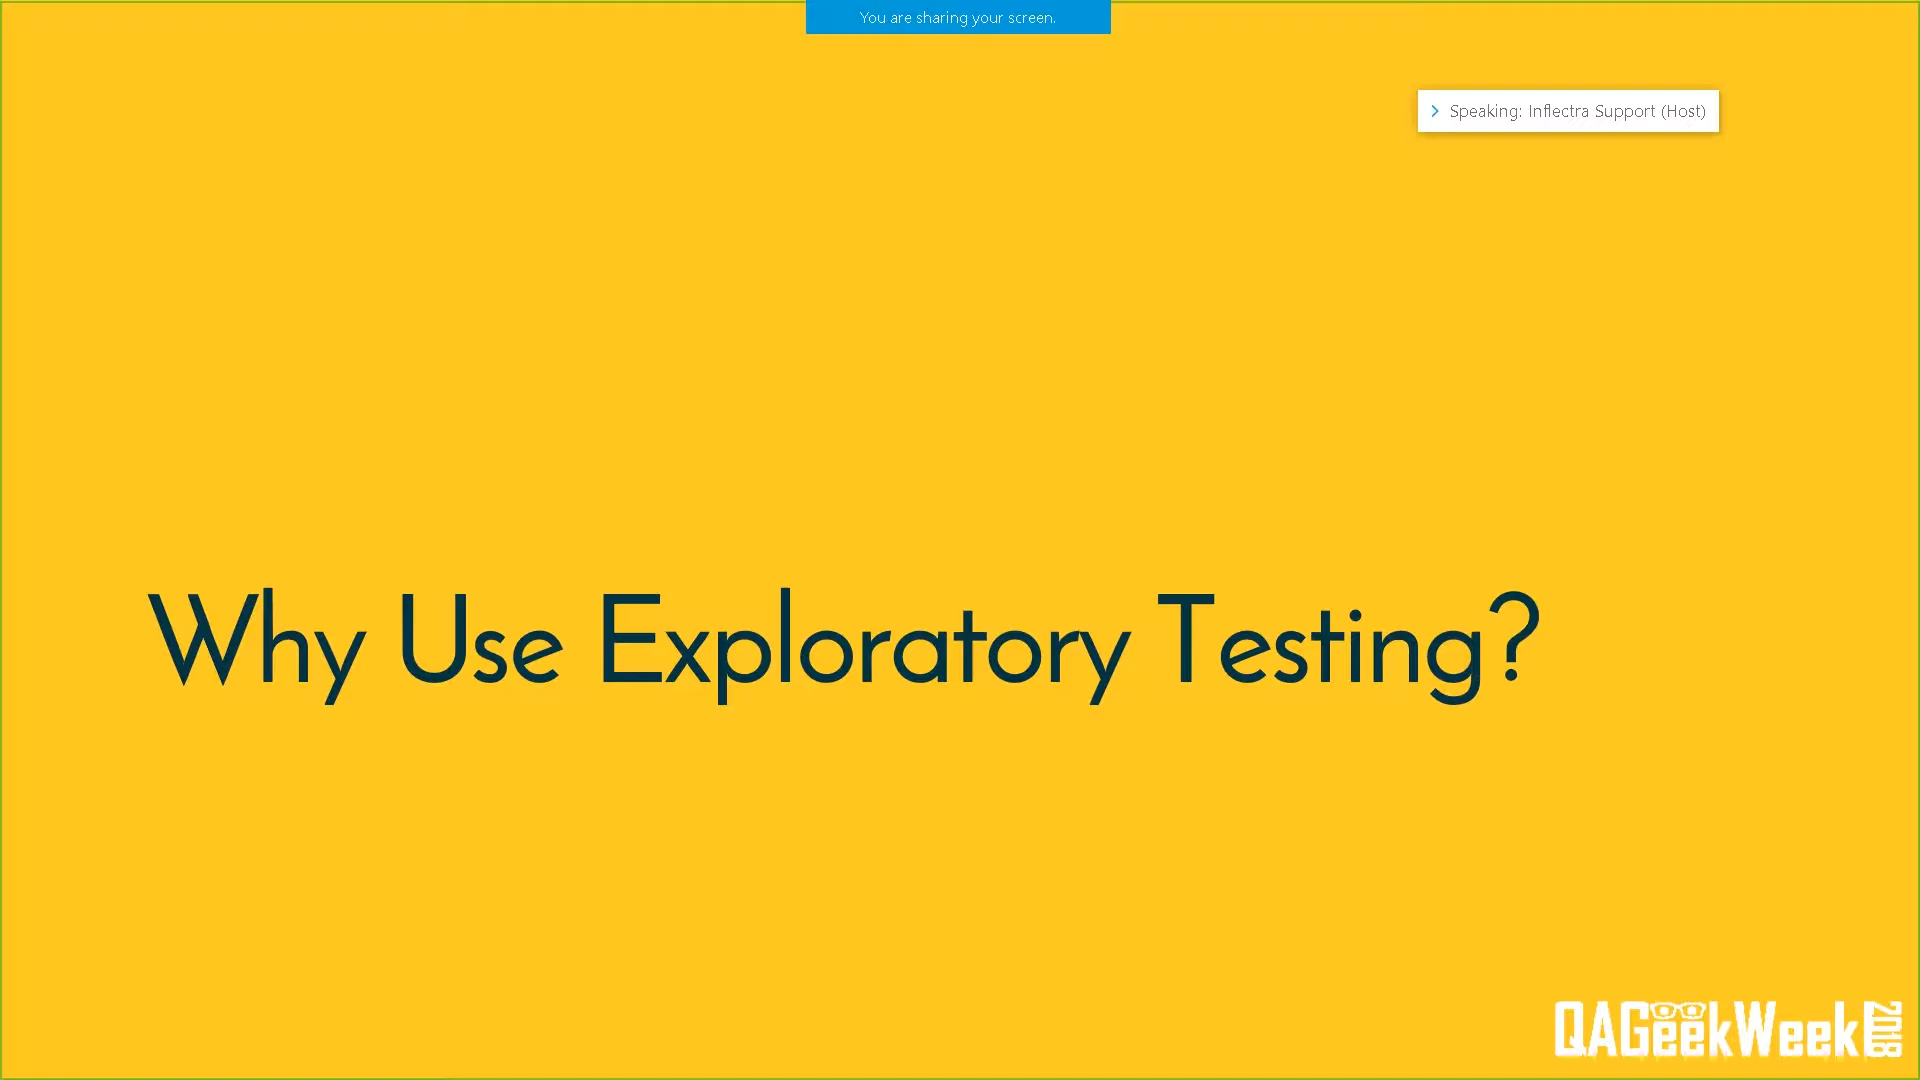 You are sharing your screen.
Speaking: Inflectra Support (Host)
Why Use Exploratory Testing?
QAGeekWeek 2018